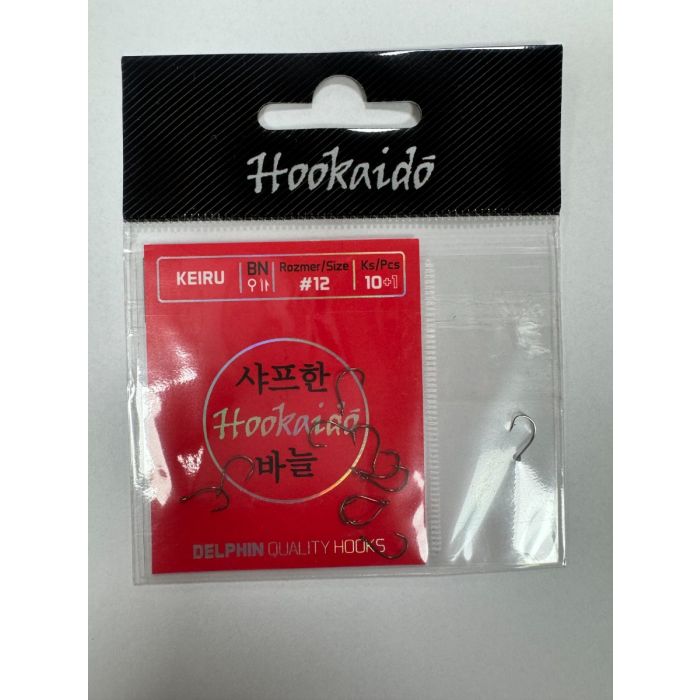 Hookaidō
KEIRU
BN
Rozmer/Size
#12
Ks/Pcs
10+1
샤프한
Hookaidō
바늘
DELPHIN QUALITY HOOKS